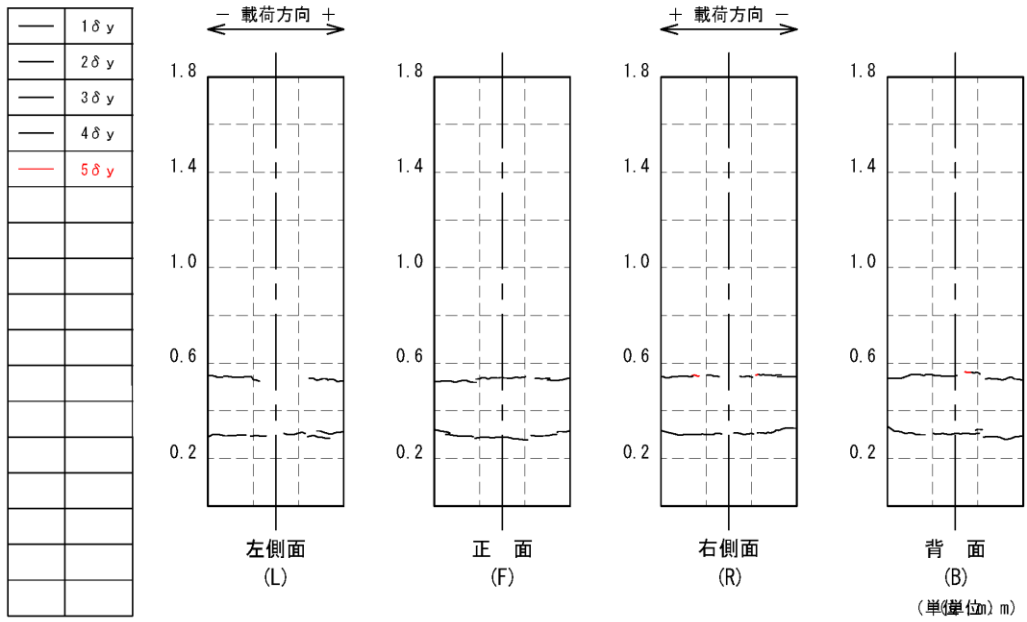 1δy
2δy
3δy
4δy
5δy
－ 載荷方向 ＋
＋ 載荷方向 －
1.8 1.8 1.8 1.8
1.4 1.4 1.4 1.4
1.0 1.0 1.0 1.0
0.6 0.6 0.6 0.6
0.2 0.2 0.2 0.2
左側面 正　面 右側面 背　面
(L) (F) (R) (B)